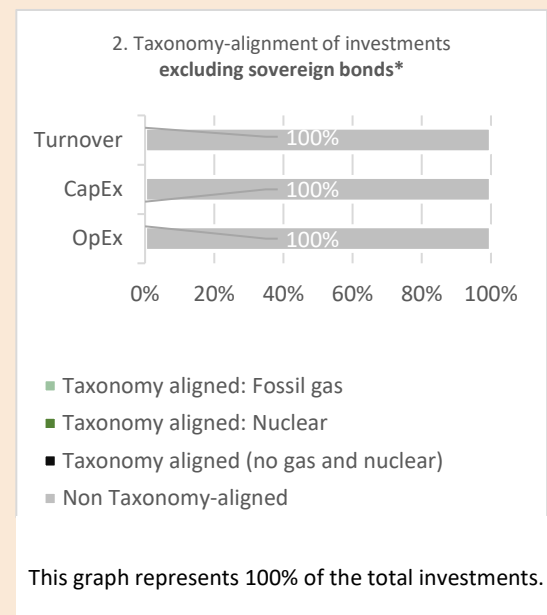 2. Taxonomy-alignment of investments
excluding sovereign bonds*
Turnover
100%
CapEx
100%
OpEx
100%
0% 20% 40% 60% 80% 100%
Taxonomy aligned: Fossil gas
Taxonomy aligned: Nuclear
Taxonomy aligned (no gas and nuclear)
Non Taxonomy-aligned
This graph represents 100% of the total investments.